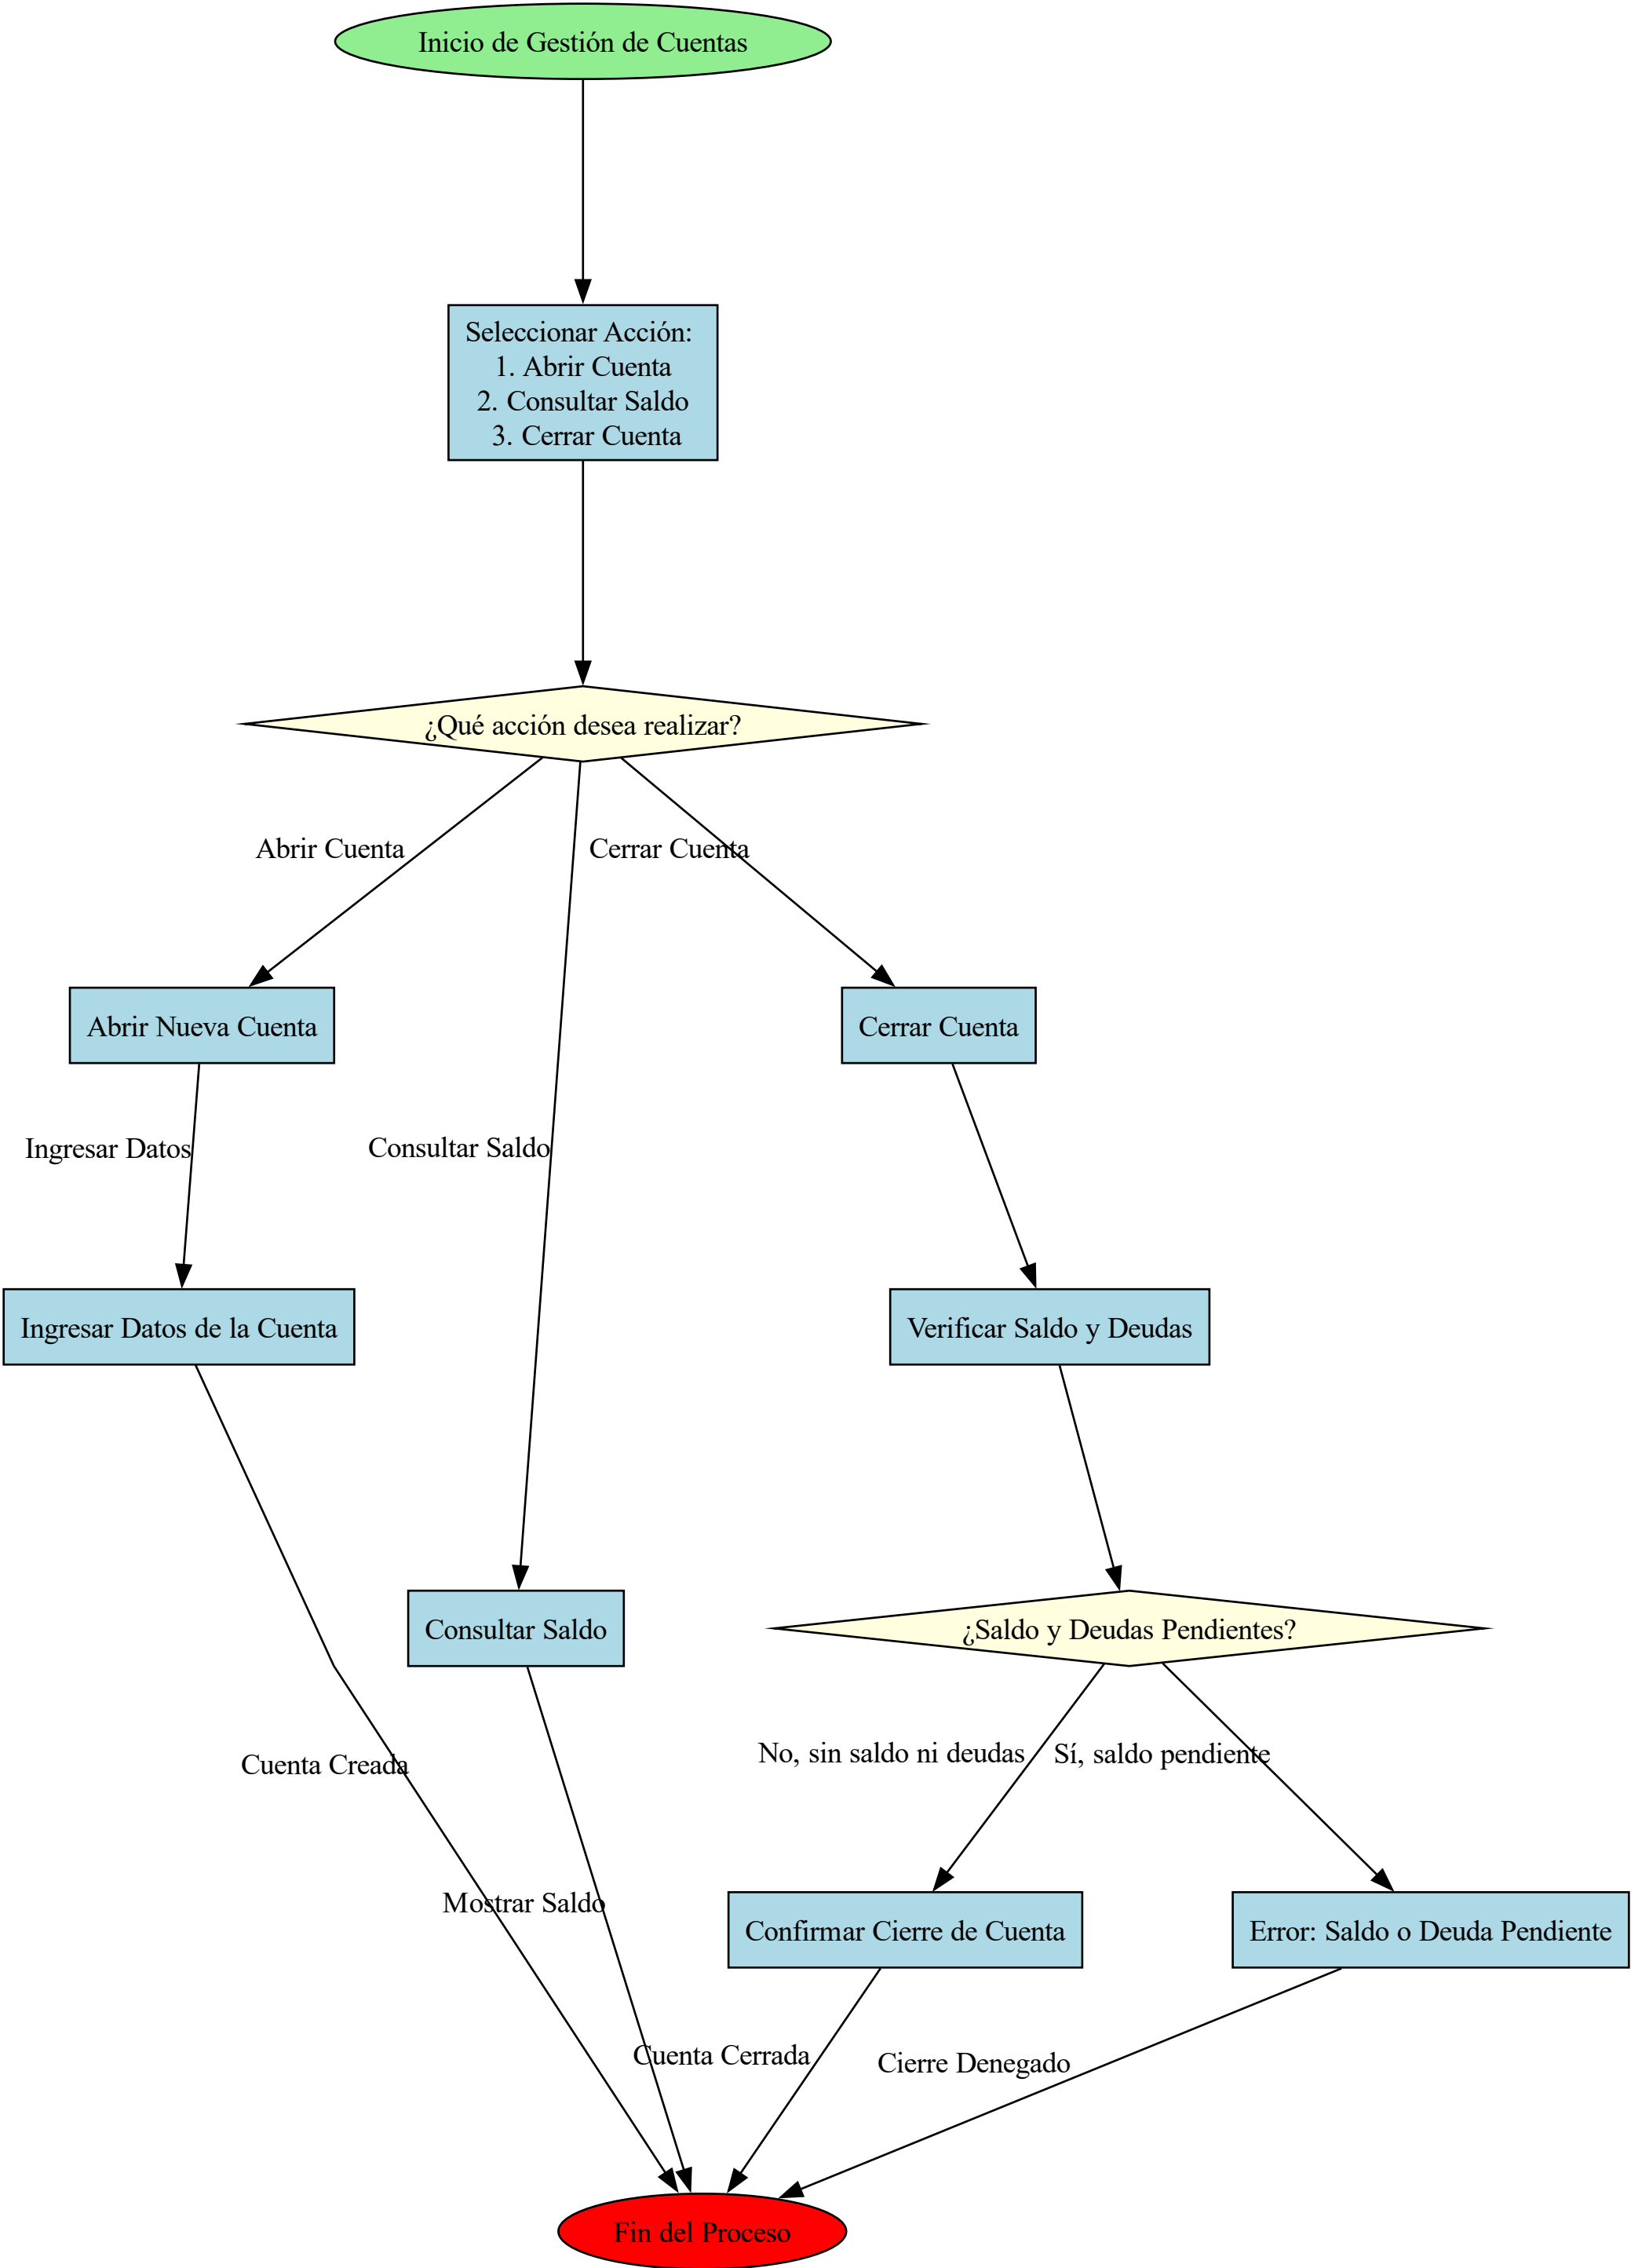 Inicio de Gestión de Cuentas
Seleccionar Acción:
1. Abrir Cuenta
2. Consultar Saldo
3. Cerrar Cuenta
¿Qué acción desea realizar?
Abrir Cuenta
Cerrar Cuenta
Abrir Nueva Cuenta
Cerrar Cuenta
Ingresar Datos
Consultar Saldo
Ingresar Datos de la Cuenta
Verificar Saldo y Deudas
Consultar Saldo
¿Saldo y Deudas Pendientes?
Cuenta Creada
No, sin saldo ni deudas
Sí, saldo pendiente
Mostrar Saldo
Confirmar Cierre de Cuenta
Error: Saldo o Deuda Pendiente
Cuenta Cerrada
Cierre Denegado
Fin del Proceso